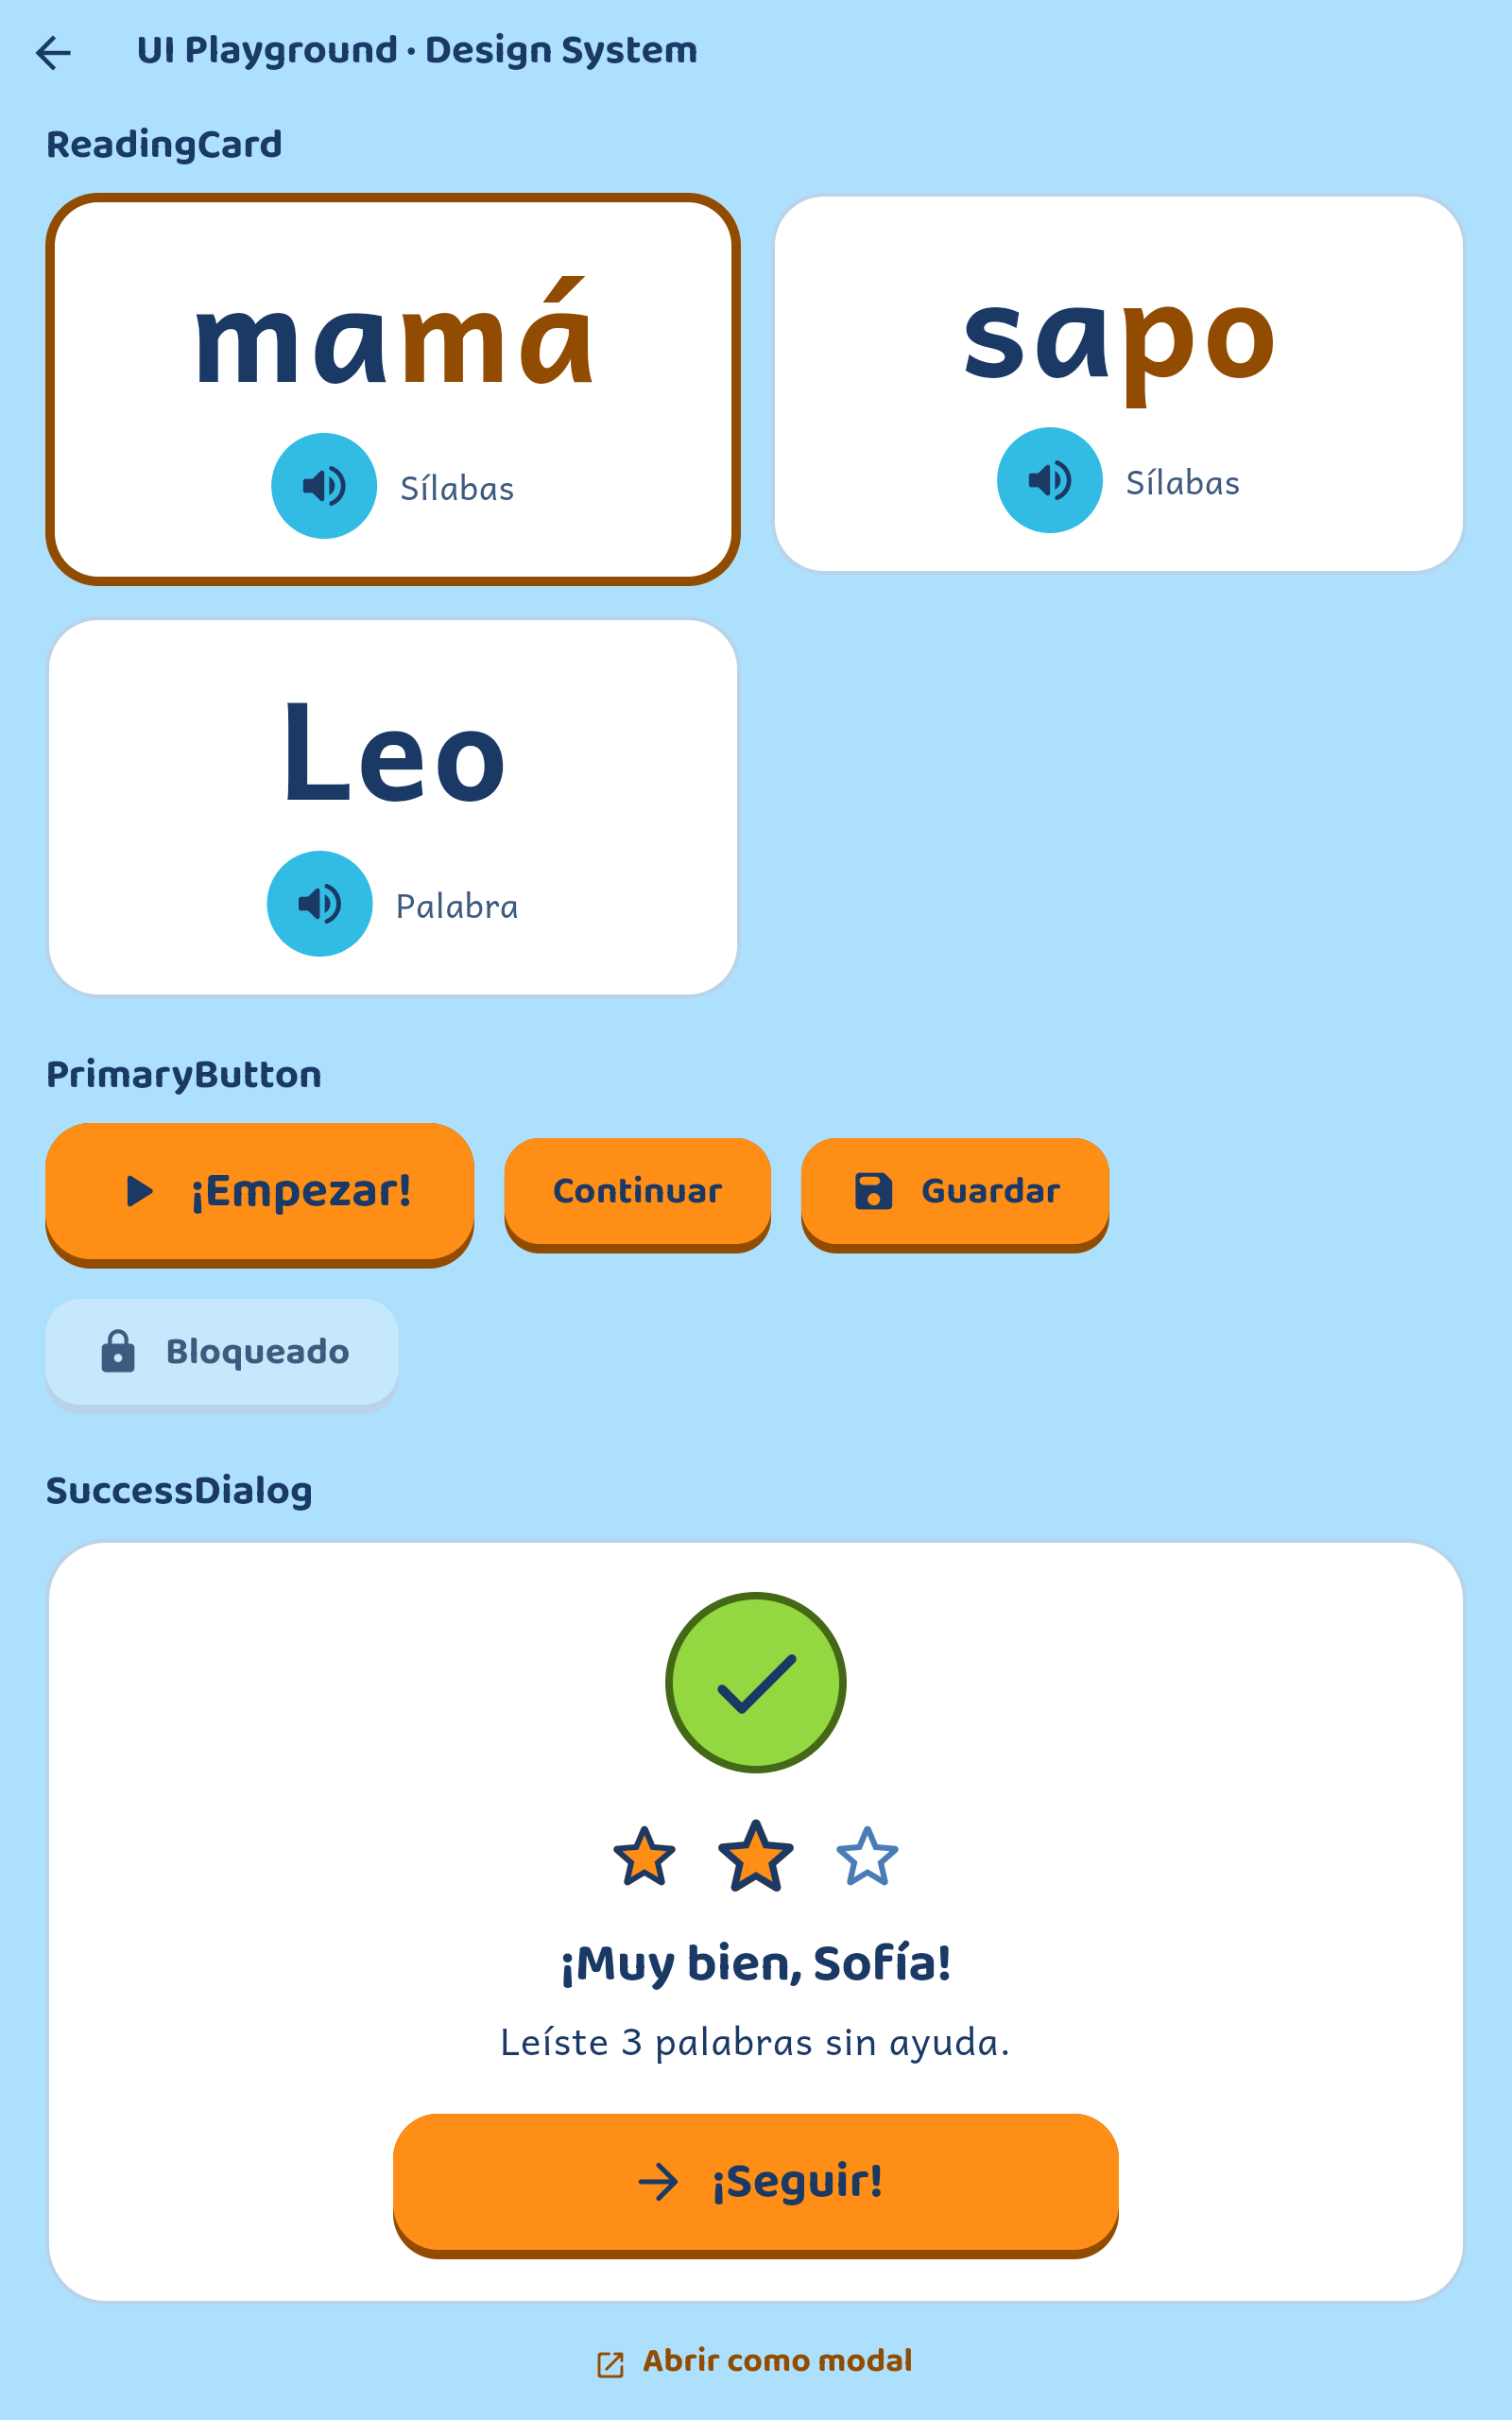 UI Playground · Design System
ReadingCard
mamá
Sílabas
sapo
Sílabas
Leo
Palabra
PrimaryButton
¡Empezar!
Continuar
Guardar
Bloqueado
SuccessDialog
¡Muy bien, Sofía!
Leíste 3 palabras sin ayuda.
¡Seguir!
Abrir como modal